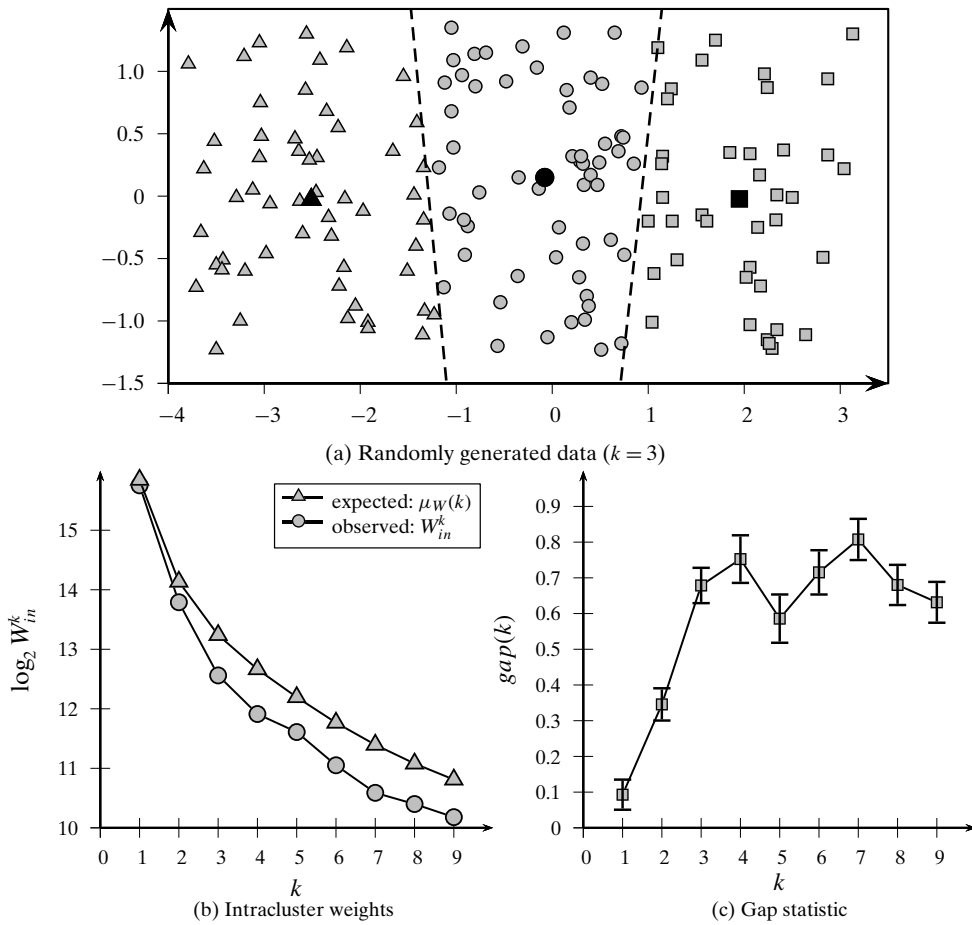 1.0
0.5
0
−0.5
−1.0
−1.5
−4 −3 −2 −1 0 1 2 3
(a) Randomly generated data (k = 3)
expected: μ_W(k)
observed: W_in^k
15
14
13
12
11
10
log₂ W_in^k
0 1 2 3 4 5 6 7 8 9
k
(b) Intracluster weights
0.9
0.8
0.7
0.6
0.5
0.4
0.3
0.2
0.1
0
gap(k)
0 1 2 3 4 5 6 7 8 9
k
(c) Gap statistic